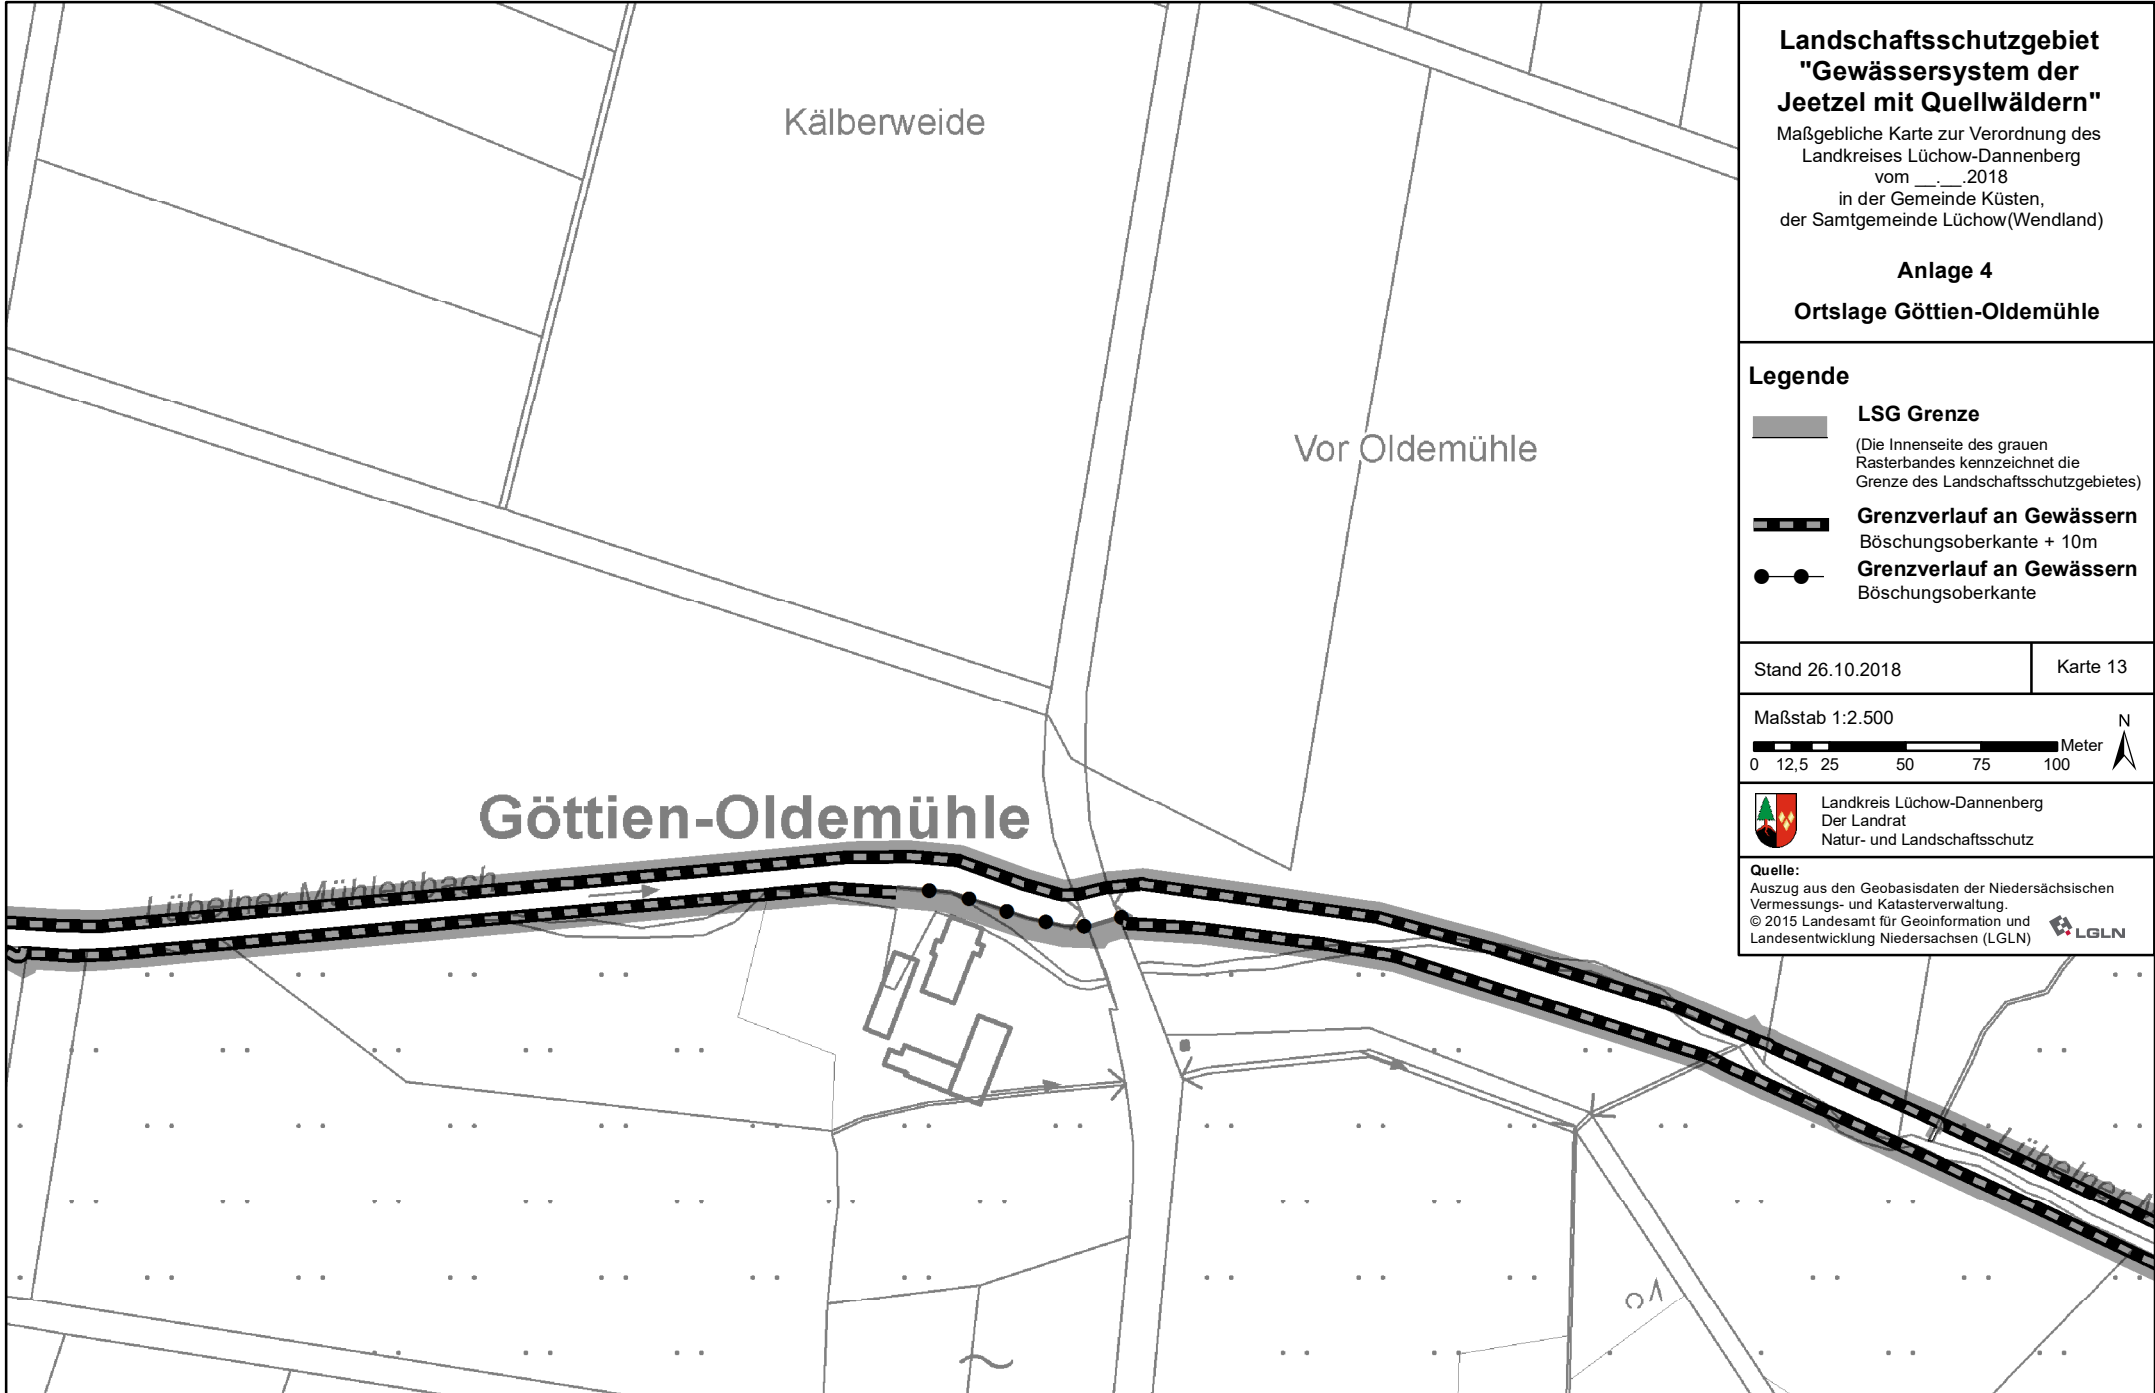 Landschaftsschutzgebiet
"Gewässersystem der
Jeetzel mit Quellwäldern"
Maßgebliche Karte zur Verordnung des
Landkreises Lüchow-Dannenberg
vom __.__.2018
in der Gemeinde Küsten,
der Samtgemeinde Lüchow(Wendland)
Anlage 4
Ortslage Göttien-Oldemühle
Legende
LSG Grenze
(Die Innenseite des grauen
Rasterbandes kennzeichnet die
Grenze des Landschaftsschutzgebietes)
Grenzverlauf an Gewässern
Böschungsoberkante + 10m
Grenzverlauf an Gewässern
Böschungsoberkante
Stand 26.10.2018
Karte 13
Maßstab 1:2.500
N
Meter
0 12,5 25 50 75 100
Landkreis Lüchow-Dannenberg
Der Landrat
Natur- und Landschaftsschutz
Quelle:
Auszug aus den Geobasisdaten der Niedersächsischen
Vermessungs- und Katasterverwaltung.
© 2015 Landesamt für Geoinformation und
Landesentwicklung Niedersachsen (LGLN)
LGLN
Kälberweide
Vor Oldemühle
Göttien-Oldemühle
Lübelner Mühlenbach
Lübelner M